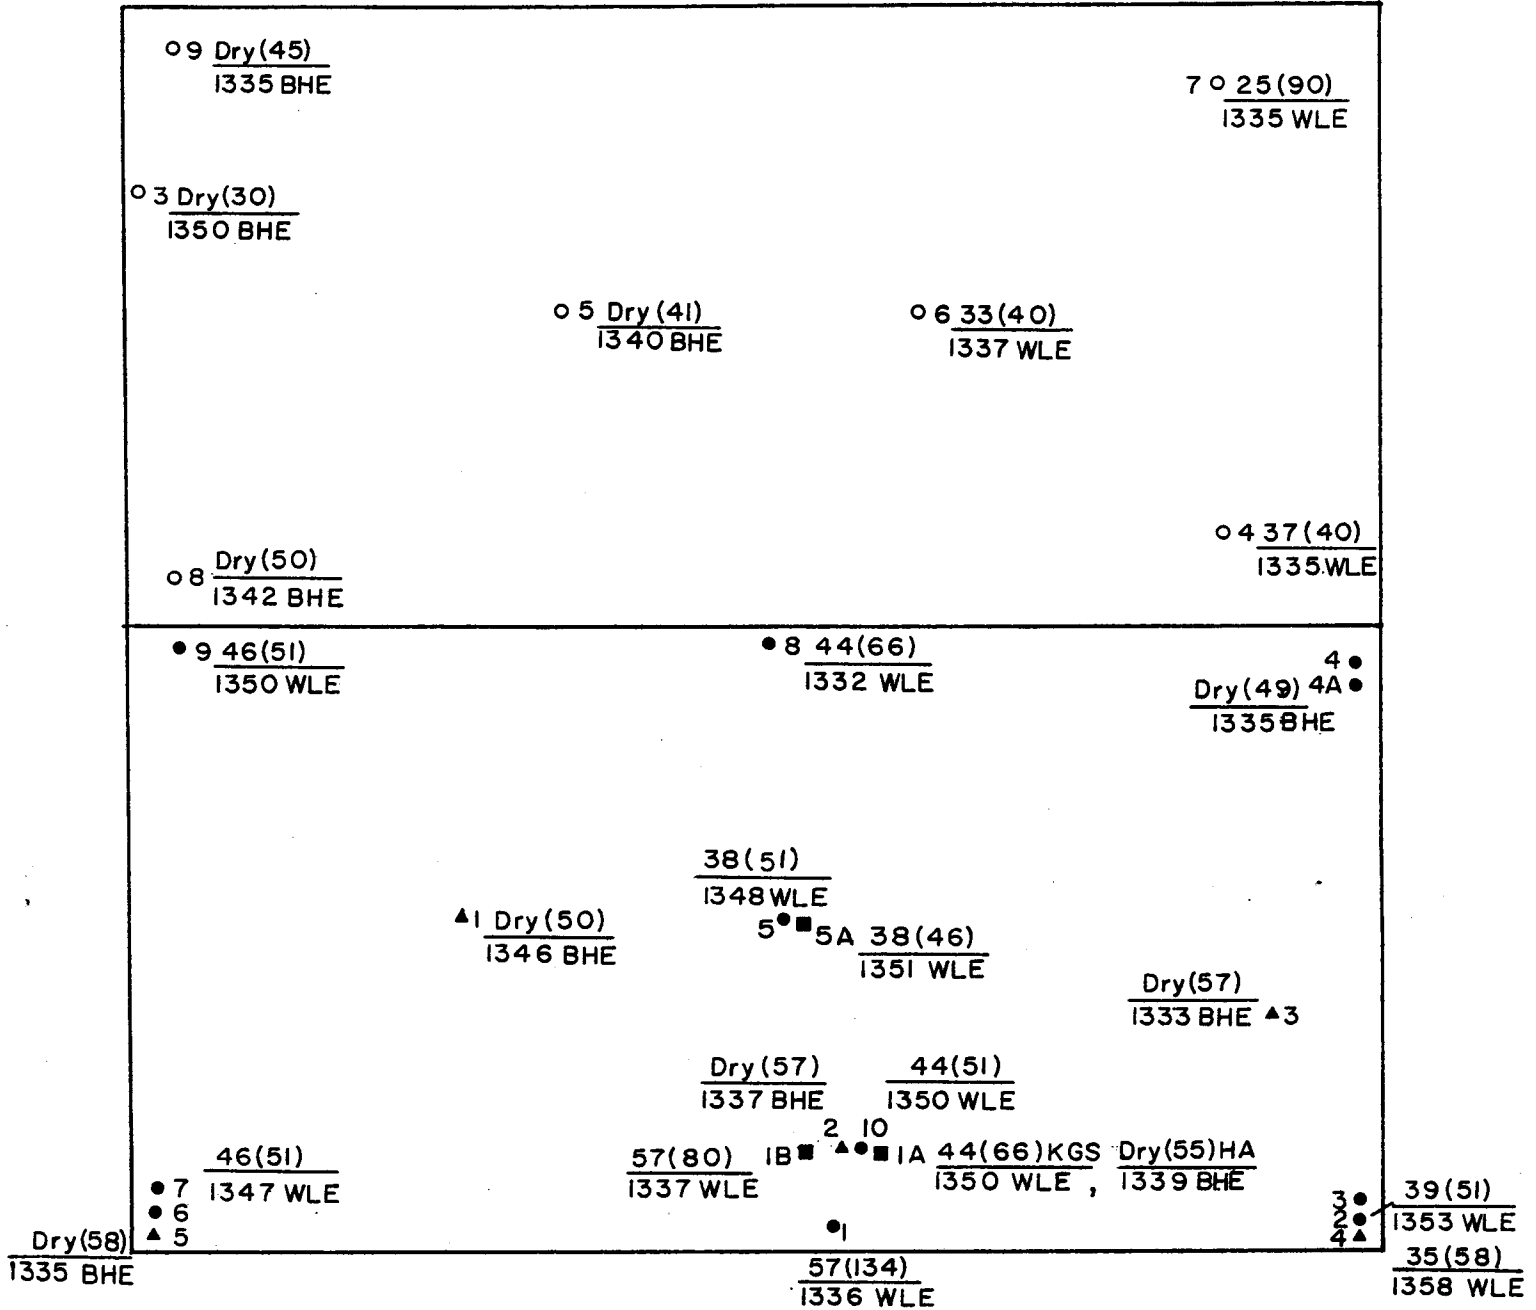 9 Dry(45)
1335 BHE
7 25(90)
1335 WLE
3 Dry(30)
1350 BHE
5 Dry(41)
1340 BHE
6 33(40)
1337 WLE
4 37(40)
1335 WLE
8 Dry(50)
1342 BHE
9 46(51)
1350 WLE
8 44(66)
1332 WLE
4
Dry(49) 4A
1335 BHE
38(51)
1348 WLE
5
5A 38(46)
1351 WLE
1 Dry(50)
1346 BHE
Dry(57)
1333 BHE 3
Dry(57)
1337 BHE
44(51)
1350 WLE
2 10
57(80) 1B
1337 WLE
1A 44(66)KGS Dry(55)HA
1350 WLE , 1339 BHE
46(51)
7 1347 WLE
6
5
Dry(58)
1335 BHE
1
57(134)
1336 WLE
3 39(51)
2 1353 WLE
4
35(58)
1358 WLE